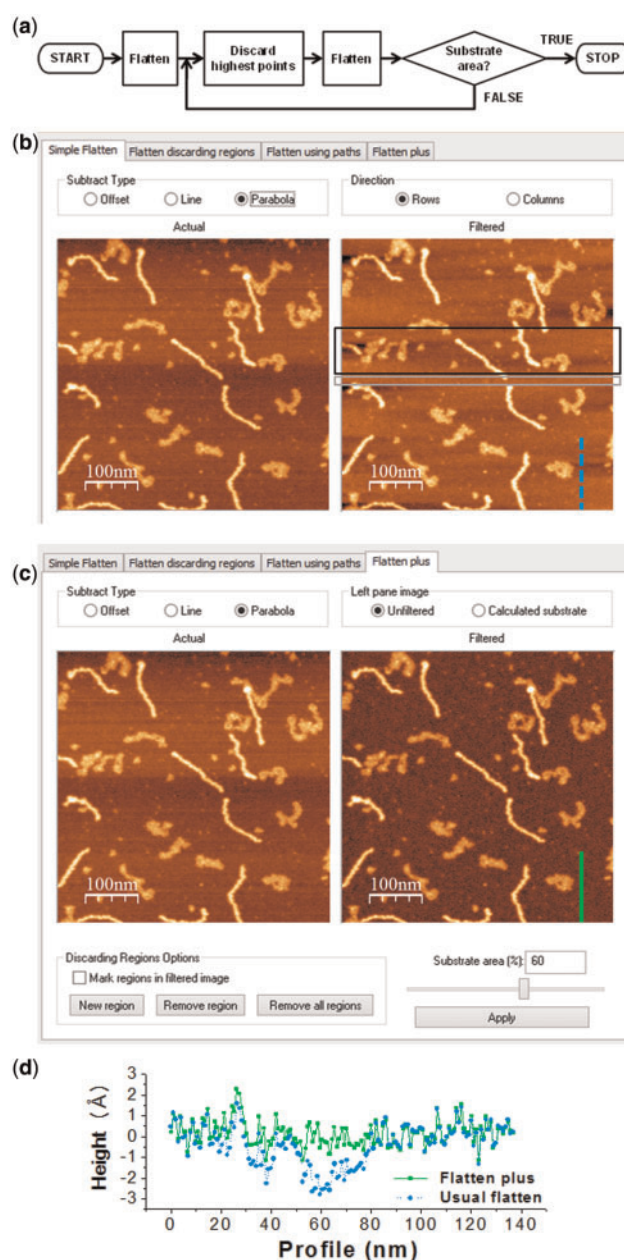 (a)
START
Flatten
Discard
highest points
Flatten
Substrate
area?
TRUE
STOP
FALSE
(b)
Simple Flatten Flatten discarding regions Flatten using paths Flatten plus
Subtract Type
Offset Line Parabola
Direction
Rows Columns
Actual Filtered
100nm 100nm
(c)
Simple Flatten Flatten discarding regions Flatten using paths Flatten plus
Subtract Type
Offset Line Parabola
Left pane image
Unfiltered Calculated substrate
Actual Filtered
100nm 100nm
Discarding Regions Options
Mark regions in filtered image
New region Remove region Remove all regions
Substrate area (%): 60
Apply
(d)
Height (Å)
3
2
1
0
-1
-2
-3
Flatten plus
Usual flatten
0 20 40 60 80 100 120 140
Profile (nm)